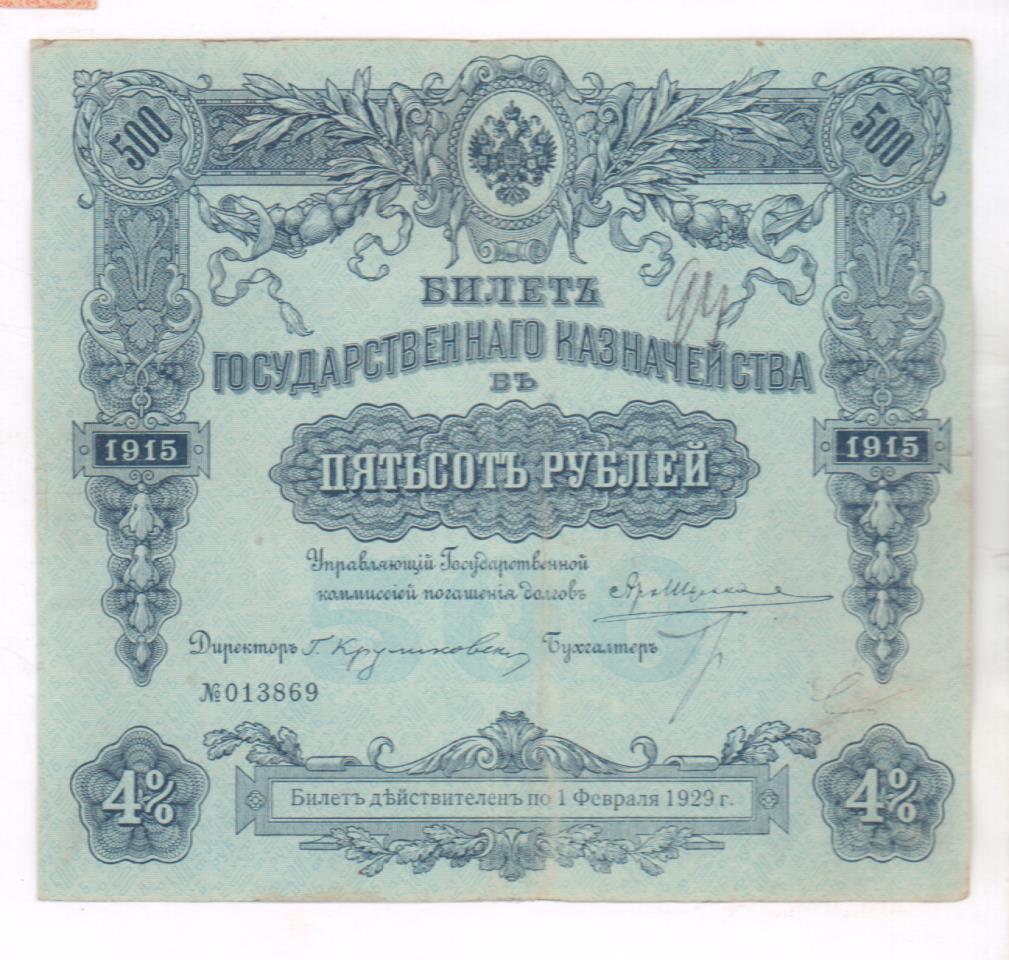 500 500
БИЛЕТЪ
ГОСУДАРСТВЕННАГО КАЗНАЧЕЙСТВА
ВЪ
1915 1915
ПЯТЬСОТЪ РУБЛЕЙ
Управляющій Государственной
коммиссіей погашенія долговъ
Директоръ Бухгалтеръ
500
№013869
4% 4%
Билетъ дѣйствителенъ по 1 Февраля 1929 г.